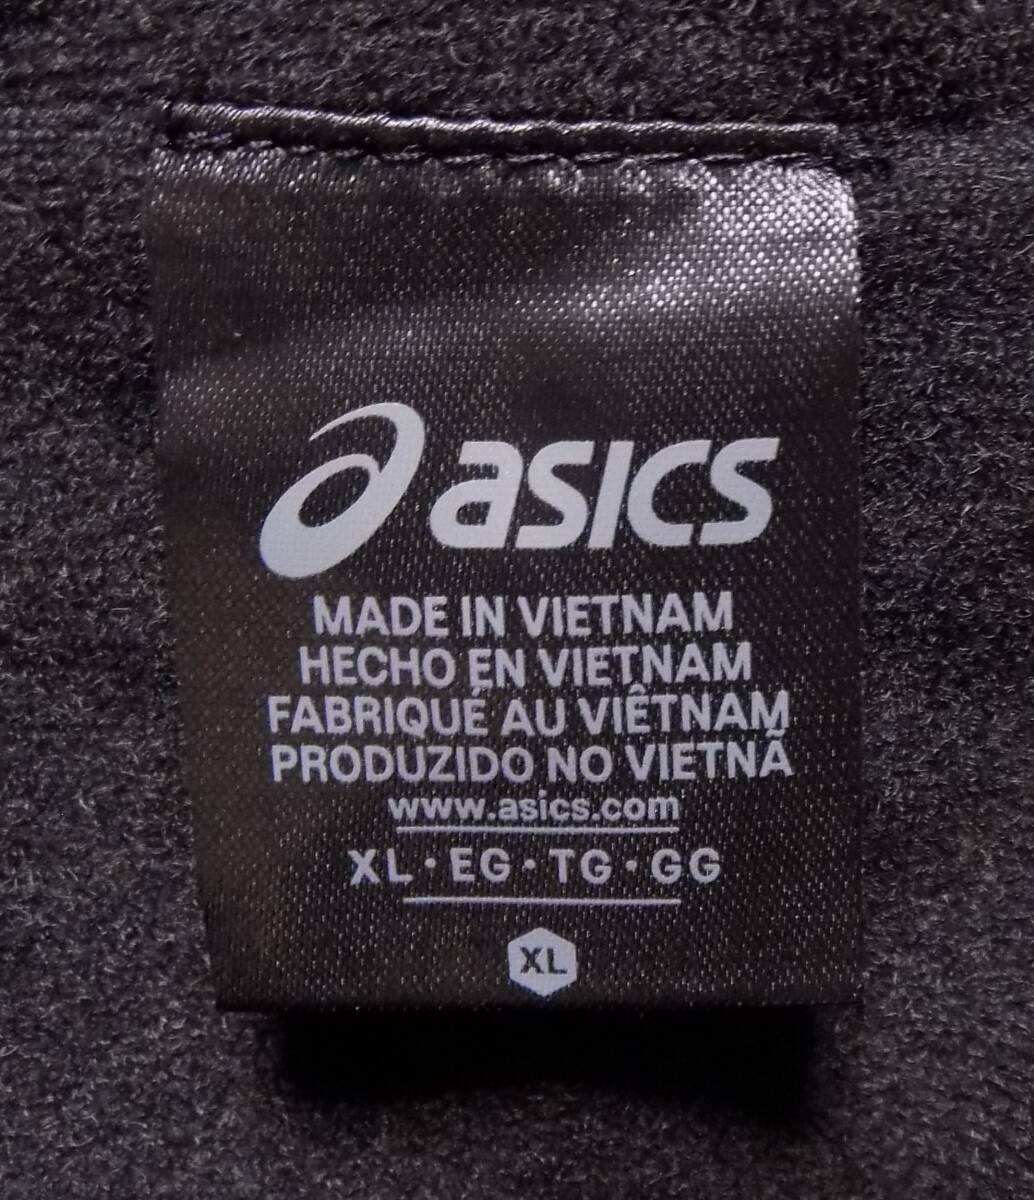 asics
MADE IN VIETNAM
HECHO EN VIETNAM
FABRIQUÉ AU VIÊTNAM
PRODUZIDO NO VIETNÃ
www.asics.com
XL · EG · TG · GG
XL